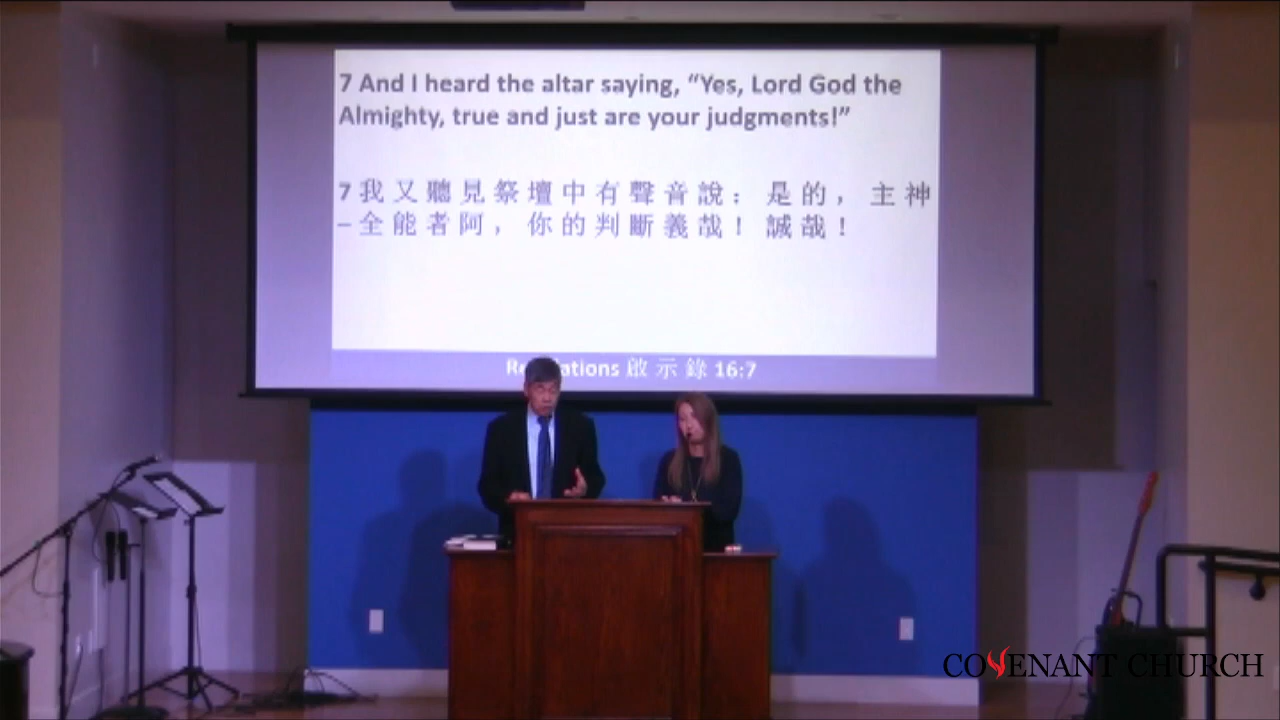 7 And I heard the altar saying, “Yes, Lord God the
Almighty, true and just are your judgments!”
7 我又聽見祭壇中有聲音說：是的，主神
–全能者阿，你的判斷義哉！誠哉！
啟示錄 16:7
COVENANT CHURCH